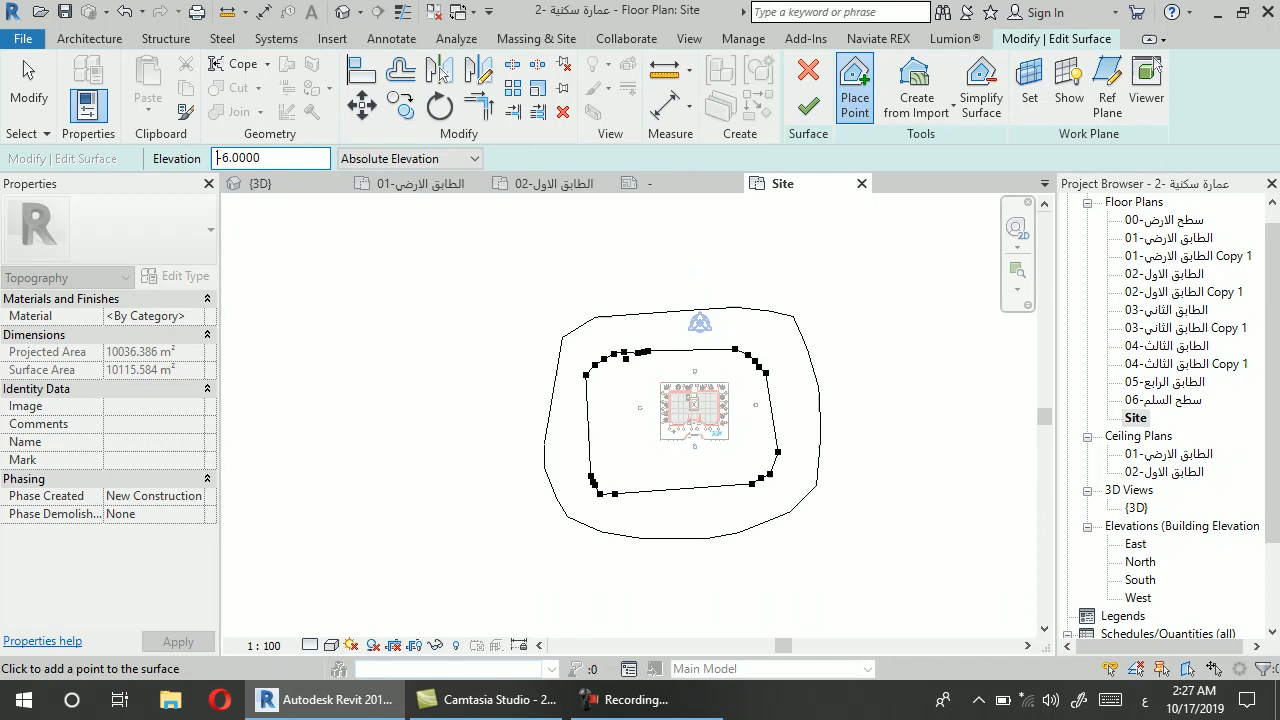 عمارة سكنية -2 - Floor Plan: Site
Type a keyword or phrase
Sign In
File
Architecture
Structure
Steel
Systems
Insert
Annotate
Analyze
Massing & Site
Collaborate
View
Manage
Add-Ins
Naviate REX
Lumion®
Modify | Edit Surface
Modify
Paste
Cope
Cut
Join
Place Point
Create from Import
Simplify Surface
Set
Show
Ref Plane
Viewer
Select
Properties
Clipboard
Geometry
Modify
View
Measure
Create
Surface
Tools
Work Plane
Modify | Edit Surface
Elevation
-6.0000
Absolute Elevation
Properties
{3D}
01-الطابق الارضي
02-الطابق الاول
-
Site
Project Browser - عمارة سكنية -2
Topography
Edit Type
Materials and Finishes
Material
<By Category>
Dimensions
Projected Area
10036.386 m²
Surface Area
10115.584 m²
Identity Data
Image
Comments
Name
Mark
Phasing
Phase Created
New Construction
Phase Demolish...
None
Properties help
Apply
2D
Floor Plans
00-سطح الارض
01-الطابق الارضي
01-الطابق الارضي Copy 1
02-الطابق الاول
02-الطابق الاول Copy 1
03-الطابق الثاني
03-الطابق الثاني Copy 1
04-الطابق الثالث
04-الطابق الثالث Copy 1
05-الطابق الرابع
06-سطح السلم
Site
Ceiling Plans
01-الطابق الارضي
02-الطابق الاول
3D Views
{3D}
Elevations (Building Elevation
East
North
South
West
Legends
Schedules/Quantities (all)
1 : 100
Click to add a point to the surface
:0
Main Model
:0
Autodesk Revit 201...
Camtasia Studio - 2...
Recording...
ع
2:27 AM
10/17/2019